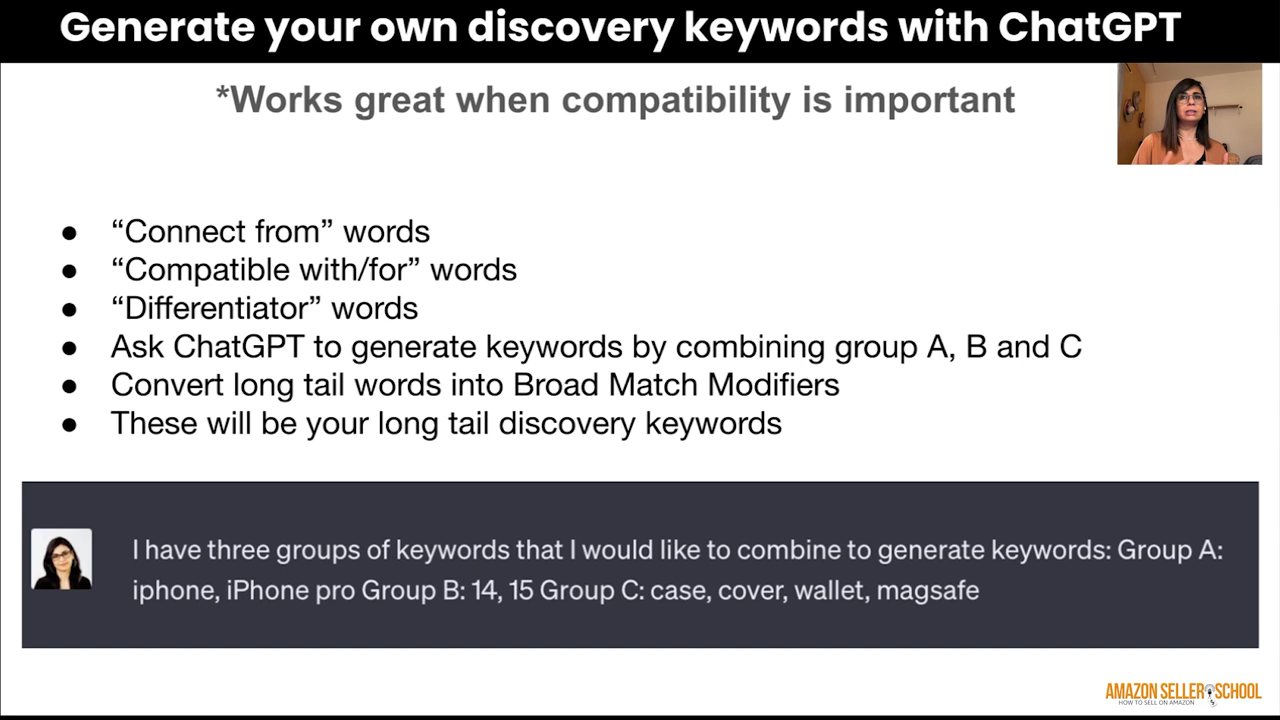 Generate your own discovery keywords with ChatGPT
*Works great when compatibility is important
● “Connect from” words
● “Compatible with/for” words
● “Differentiator” words
● Ask ChatGPT to generate keywords by combining group A, B and C
● Convert long tail words into Broad Match Modifiers
● These will be your long tail discovery keywords
I have three groups of keywords that I would like to combine to generate keywords: Group A:
iphone, iPhone pro Group B: 14, 15 Group C: case, cover, wallet, magsafe
AMAZON SELLER SCHOOL
HOW TO SELL ON AMAZON